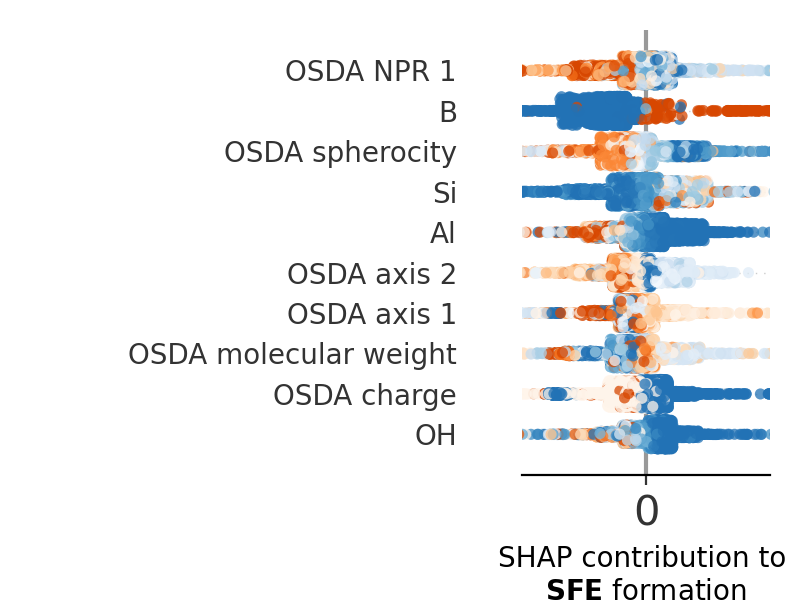 OSDA NPR 1
B
OSDA spherocity
Si
Al
OSDA axis 2
OSDA axis 1
OSDA molecular weight
OSDA charge
OH
0
SHAP contribution to
SFE formation